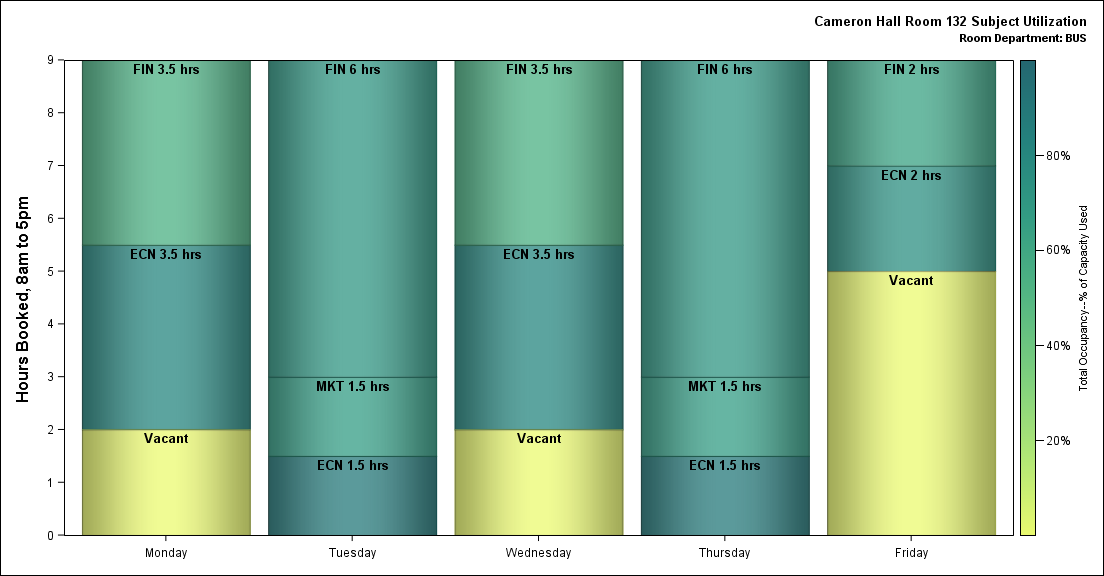 Cameron Hall Room 132 Subject Utilization
Room Department: BUS
Hours Booked, 8am to 5pm
9
8
7
6
5
4
3
2
1
0
FIN 3.5 hrs
ECN 3.5 hrs
Vacant
FIN 6 hrs
MKT 1.5 hrs
ECN 1.5 hrs
FIN 3.5 hrs
ECN 3.5 hrs
Vacant
FIN 6 hrs
MKT 1.5 hrs
ECN 1.5 hrs
FIN 2 hrs
ECN 2 hrs
Vacant
Monday
Tuesday
Wednesday
Thursday
Friday
80%
60%
40%
20%
Total Occupancy--% of Capacity Used